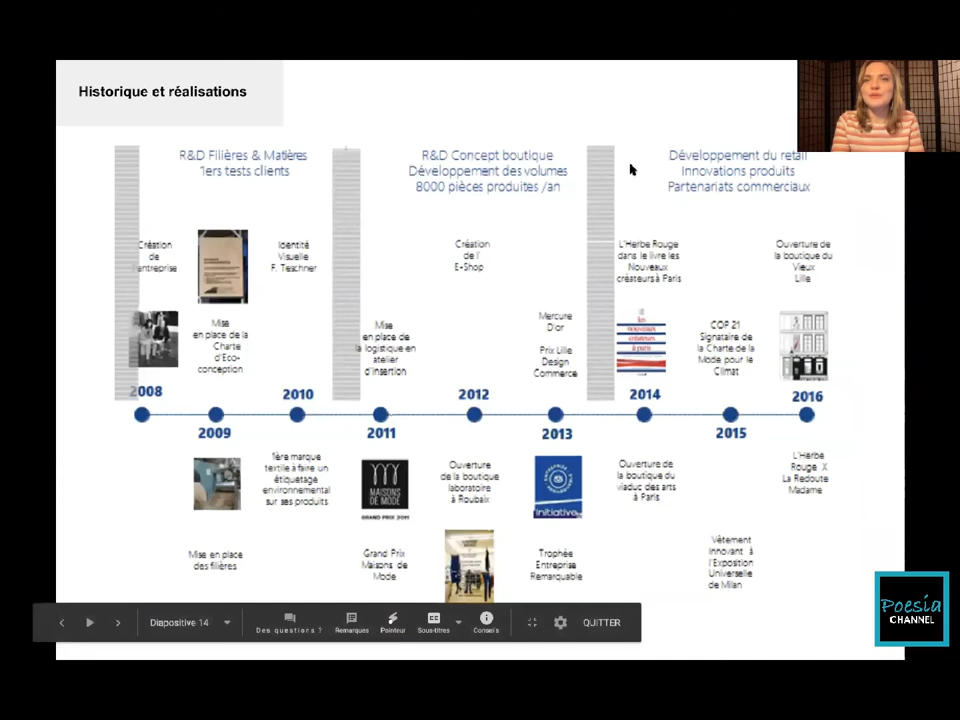 Historique et réalisations
R&D Filières & Matières
1ers tests clients
R&D Concept boutique
Développement des volumes
8000 pièces produites /an
Développement du retail
Innovations produits
Partenariats commerciaux
Création
de
l'entreprise
Identité
Visuelle
F. Teschner
Création
de l'
E-Shop
L'Herbe Rouge
dans le livre les
Nouveaux
créateurs à Paris
Ouverture de
la boutique du
Vieux
Lille
Mise
en place de la
Charte
d'Eco-
conception
Mise
en place de
la logistique en
atelier
d'insertion
Mercure
D'or
Prix Lille
Design
Commerce
les
nouveaux
créateurs
à paris
COP 21
Signataire de
la Charte de la
Mode pour le
Climat
2008
2010
2012
2014
2016
2009
2011
2013
2015
1ère marque
textile à faire un
étiquetage
environnemental
sur ses produits
MAISONS
DE MODE
GRAND PRIX 2011
Ouverture
de la boutique
laboratoire
à Roubaix
initiative
Ouverture de
la boutique du
viaduc des arts
à Paris
L'Herbe
Rouge X
La Redoute
Madame
Mise en place
des filières
Grand Prix
Maisons de
Mode
Trophée
Entreprise
Remarquable
Vêtement
Innovant à
l'Exposition
Universelle
de Milan
Diapositive 14
Des questions ?
Remarques
Pointeur
CC
Sous-titres
Conseils
QUITTER
Poesia
CHANNEL